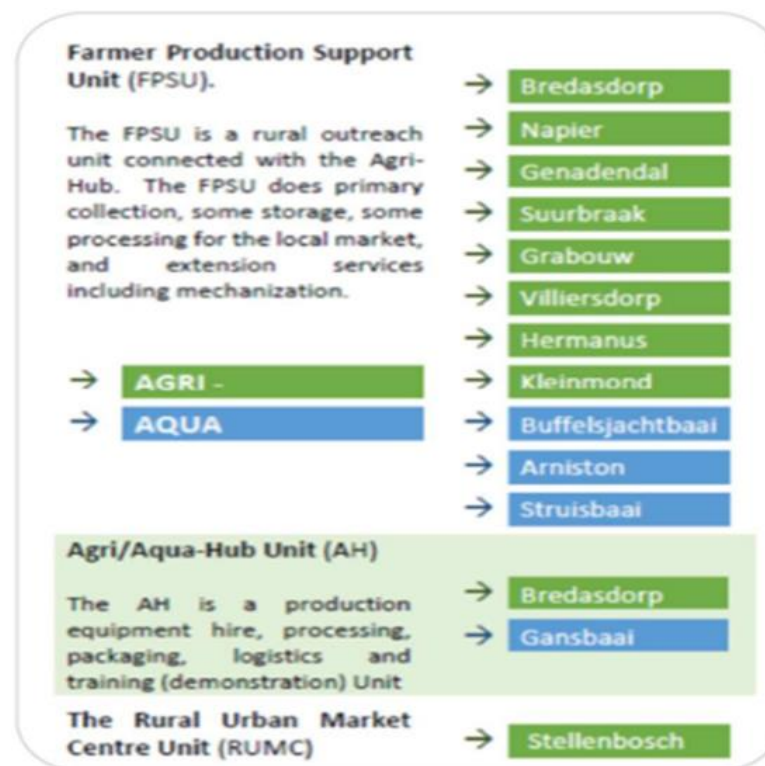 Farmer Production Support
Unit (FPSU).
The FPSU is a rural outreach
unit connected with the Agri-
Hub. The FPSU does primary
collection, some storage, some
processing for the local market,
and extension services
including mechanization.
AGRI -
AQUA
Bredasdorp
Napier
Genadendal
Suurbraak
Grabouw
Villiersdorp
Hermanus
Kleinmond
Buffelsjachtbaai
Arniston
Struisbaai
Agri/Aqua-Hub Unit (AH)
The AH is a production
equipment hire, processing,
packaging, logistics and
training (demonstration) Unit
Bredasdorp
Gansbaai
The Rural Urban Market
Centre Unit (RUMC)
Stellenbosch